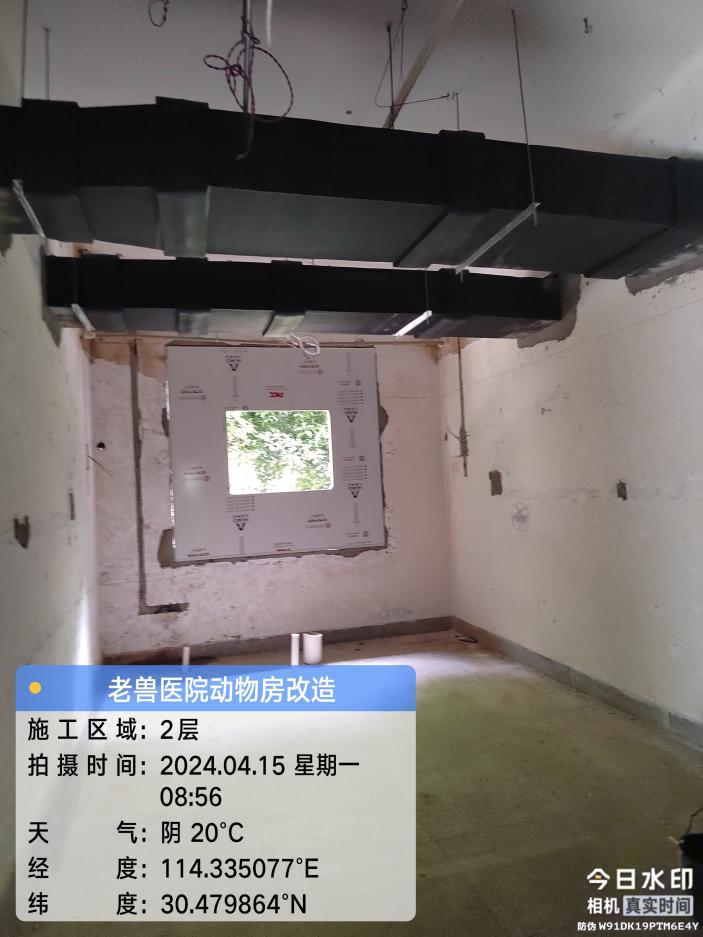 老兽医院动物房改造
施工区域：2层
拍摄时间：2024.04.15 星期一
08:56
天气：阴 20°C
经度：114.335077°E
纬度：30.479864°N
今日水印
相机 真实时间
防伪 W91DK19PTM6E4Y